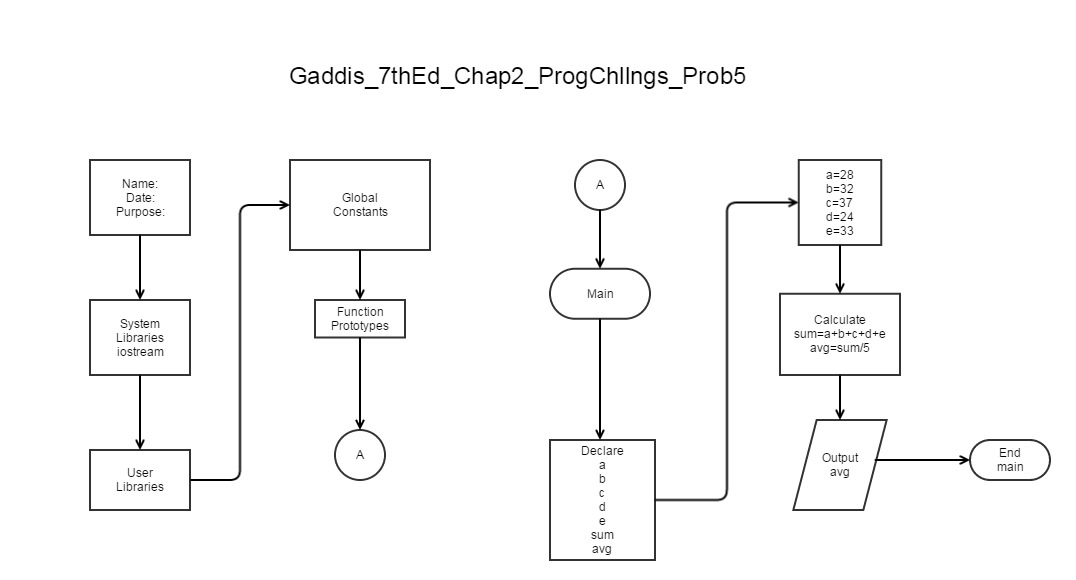 Gaddis_7thEd_Chap2_ProgChllngs_Prob5
Name:
Date:
Purpose:
System
Libraries
iostream
User
Libraries
Global
Constants
Function
Prototypes
A
A
Main
Declare
a
b
c
d
e
sum
avg
a=28
b=32
c=37
d=24
e=33
Calculate
sum=a+b+c+d+e
avg=sum/5
Output
avg
End
main